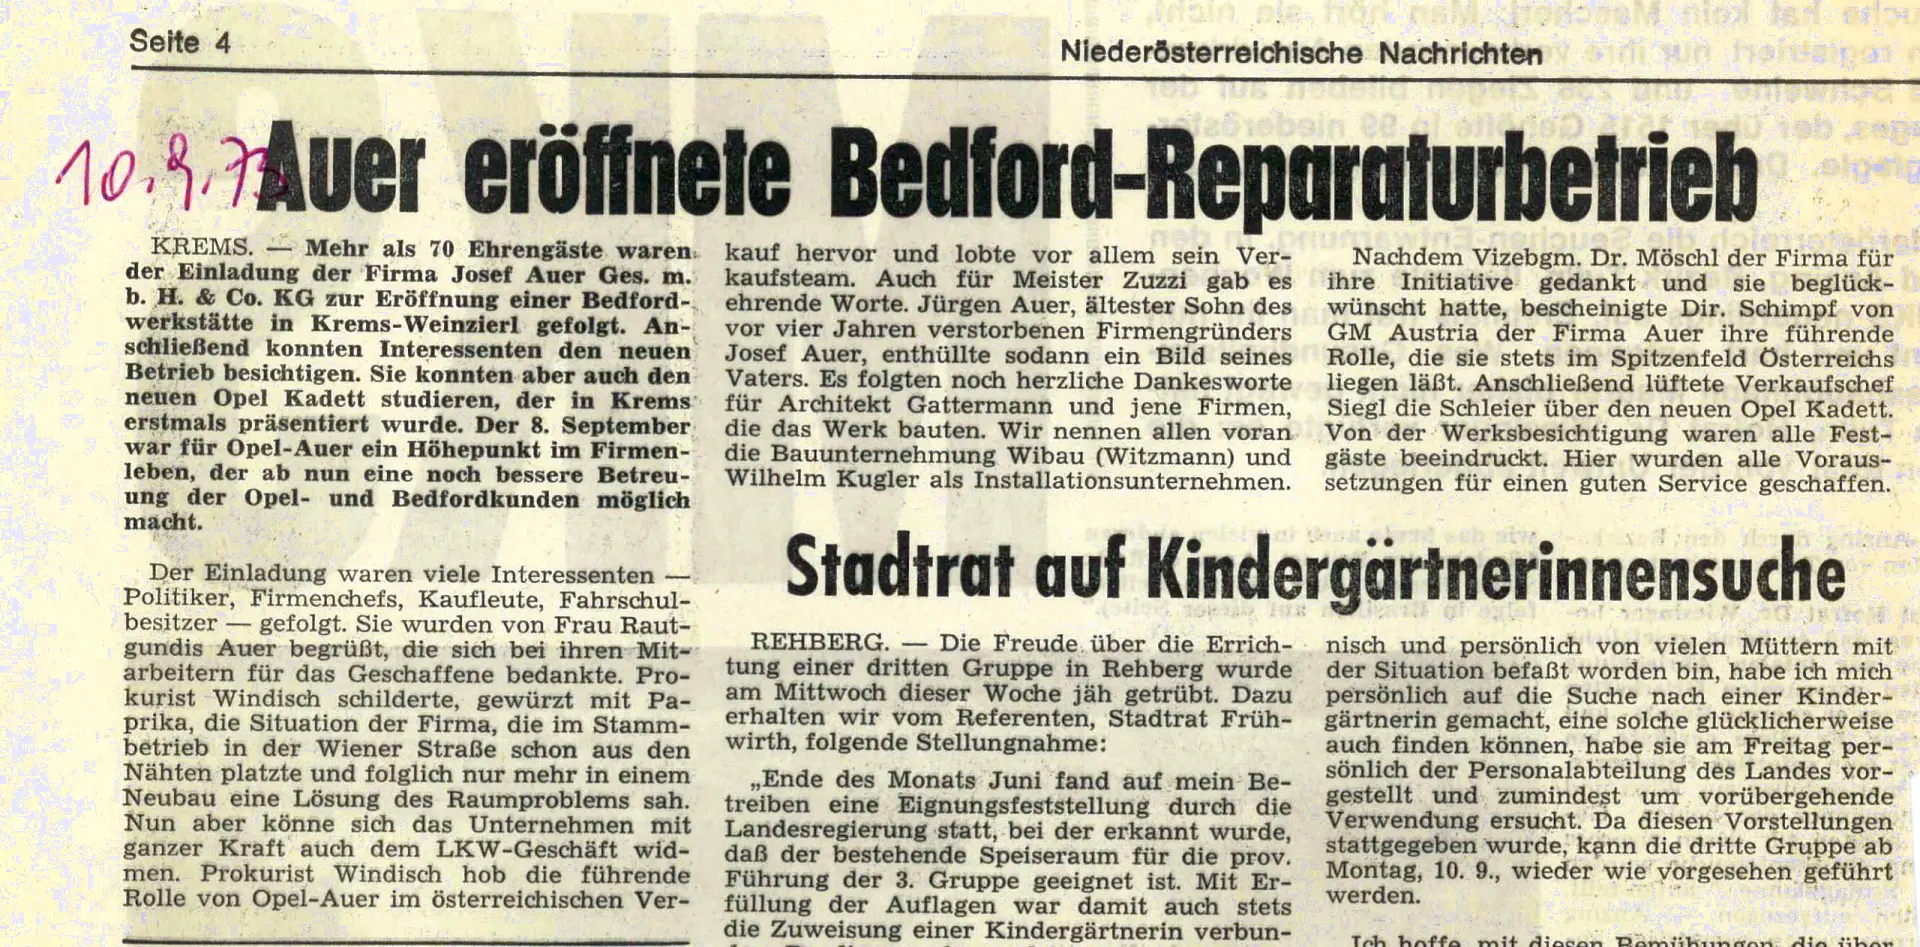 Seite 4
Niederösterreichische Nachrichten
10.9.73
Auer eröffnete Bedford-Reparaturbetrieb
KREMS. — Mehr als 70 Ehrengäste waren
der Einladung der Firma Josef Auer Ges. m.
b. H. & Co. KG zur Eröffnung einer Bedford-
werkstätte in Krems-Weinzierl gefolgt. An-
schließend konnten Interessenten den neuen
Betrieb besichtigen. Sie konnten aber auch den
neuen Opel Kadett studieren, der in Krems
erstmals präsentiert wurde. Der 8. September
war für Opel-Auer ein Höhepunkt im Firmen-
leben, der ab nun eine noch bessere Betreu-
ung der Opel- und Bedfordkunden möglich
macht.
Der Einladung waren viele Interessenten —
Politiker, Firmenchefs, Kaufleute, Fahrschul-
besitzer — gefolgt. Sie wurden von Frau Raut-
gundis Auer begrüßt, die sich bei ihren Mit-
arbeitern für das Geschaffene bedankte. Pro-
kurist Windisch schilderte, gewürzt mit Pa-
prika, die Situation der Firma, die im Stamm-
betrieb in der Wiener Straße schon aus den
Nähten platzte und folglich nur mehr in einem
Neubau eine Lösung des Raumproblems sah.
Nun aber könne sich das Unternehmen mit
ganzer Kraft auch dem LKW-Geschäft wid-
men. Prokurist Windisch hob die führende
Rolle von Opel-Auer im österreichischen Ver-
kauf hervor und lobte vor allem sein Ver-
kaufsteam. Auch für Meister Zuzzi gab es
ehrende Worte. Jürgen Auer, ältester Sohn des
vor vier Jahren verstorbenen Firmengründers
Josef Auer, enthüllte sodann ein Bild seines
Vaters. Es folgten noch herzliche Dankesworte
für Architekt Gattermann und jene Firmen,
die das Werk bauten. Wir nennen allen voran
die Bauunternehmung Wibau (Witzmann) und
Wilhelm Kugler als Installationsunternehmen.
Nachdem Vizebgm. Dr. Möschl der Firma für
ihre Initiative gedankt und sie beglück-
wünscht hatte, bescheinigte Dir. Schimpf von
GM Austria der Firma Auer ihre führende
Rolle, die sie stets im Spitzenfeld Österreichs
liegen läßt. Anschließend lüftete Verkaufschef
Siegl die Schleier über den neuen Opel Kadett.
Von der Werksbesichtigung waren alle Fest-
gäste beeindruckt. Hier wurden alle Voraus-
setzungen für einen guten Service geschaffen.
Stadtrat auf Kindergärtnerinnensuche
REHBERG. — Die Freude über die Errich-
tung einer dritten Gruppe in Rehberg wurde
am Mittwoch dieser Woche jäh getrübt. Dazu
erhalten wir vom Referenten, Stadtrat Früh-
wirth, folgende Stellungnahme:
„Ende des Monats Juni fand auf mein Be-
treiben eine Eignungsfeststellung durch die
Landesregierung statt, bei der erkannt wurde,
daß der bestehende Speiseraum für die prov.
Führung der 3. Gruppe geeignet ist. Mit Er-
füllung der Auflagen war damit auch stets
die Zuweisung einer Kindergärtnerin verbun-
nisch und persönlich von vielen Müttern mit
der Situation befaßt worden bin, habe ich mich
persönlich auf die Suche nach einer Kinder-
gärtnerin gemacht, eine solche glücklicherweise
auch finden können, habe sie am Freitag per-
sönlich der Personalabteilung des Landes vor-
gestellt und zumindest um vorübergehende
Verwendung ersucht. Da diesen Vorstellungen
stattgegeben wurde, kann die dritte Gruppe ab
Montag, 10. 9., wieder wie vorgesehen geführt
werden.
Ich hoffe, mit diesen Bemühungen, die über